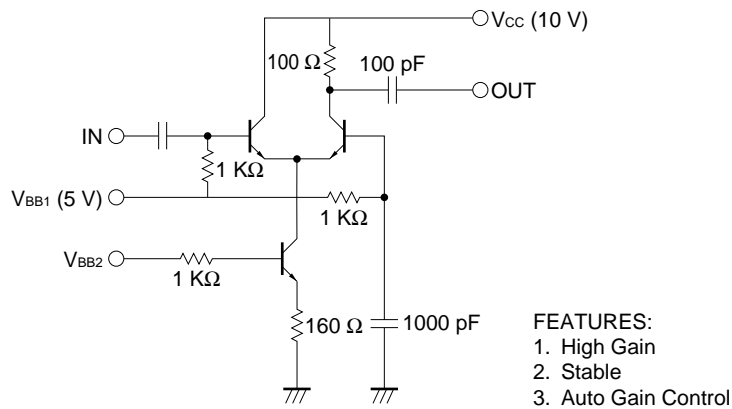 VCC (10 V)
100 Ω
100 pF
OUT
IN
1 KΩ
VBB1 (5 V)
1 KΩ
VBB2
1 KΩ
160 Ω
1000 pF
FEATURES:
1. High Gain
2. Stable
3. Auto Gain Control